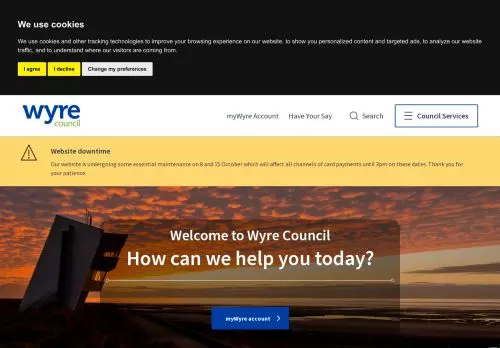 We use cookies
We use cookies and other tracking technologies to improve your browsing experience on our website, to show you personalized content and targeted ads, to analyze our website
traffic, and to understand where our visitors are coming from.
I agree I decline Change my preferences
wyre
council
myWyre Account Have Your Say Search Council Services
Website downtime
Our website is undergoing some essential maintenance on 8 and 15 October which will affect all channels of card payments until 3pm on these dates. Thank you for
your patience.
Welcome to Wyre Council
How can we help you today?
myWyre account